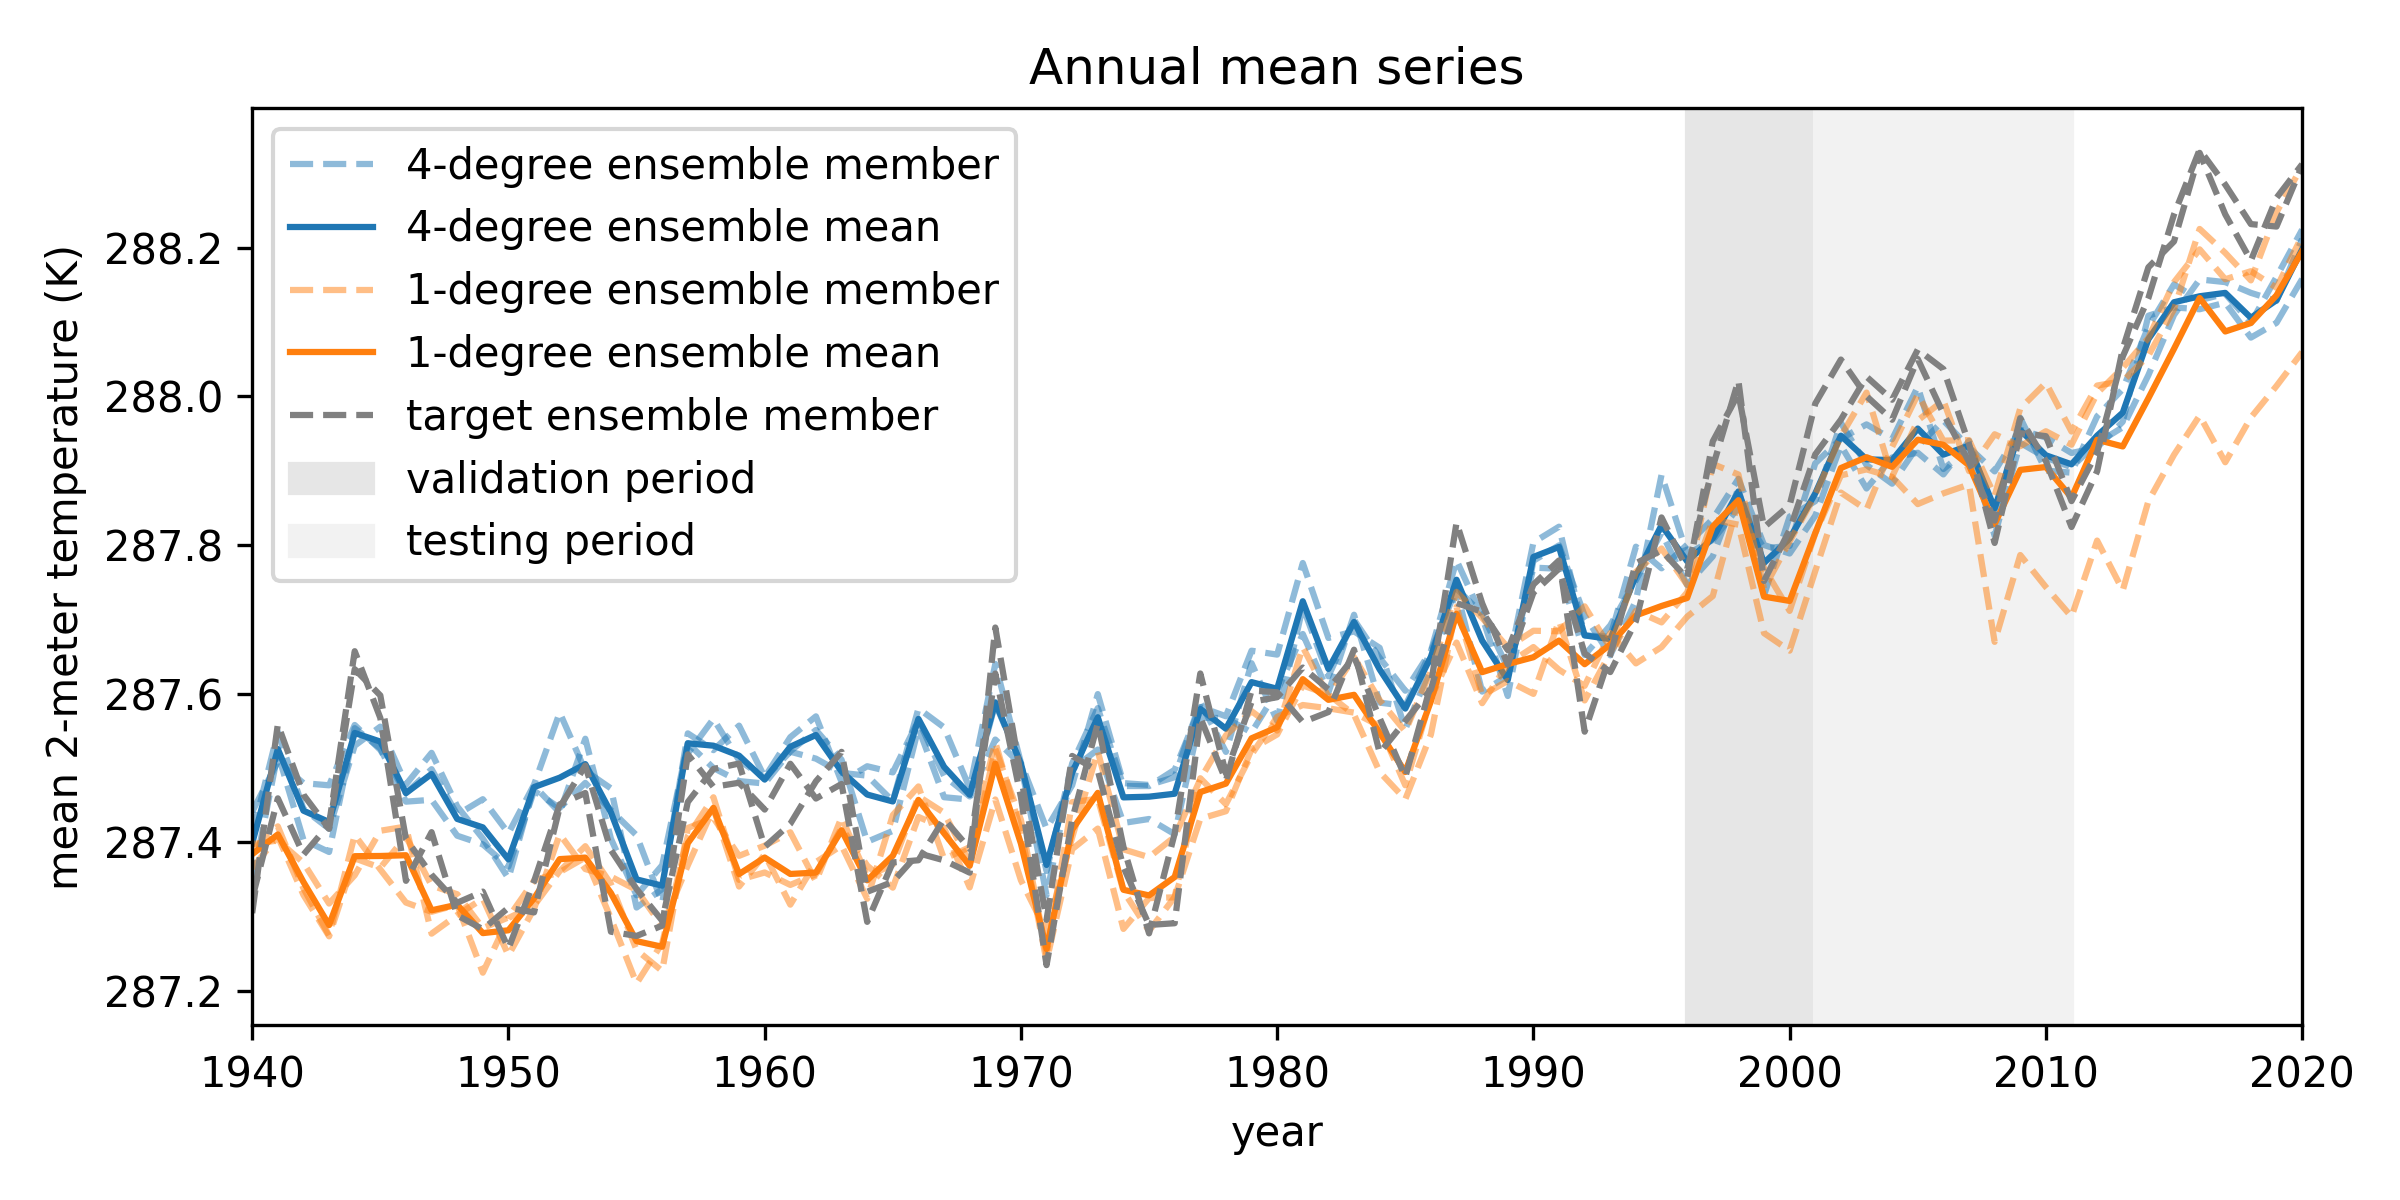 Annual mean series
4-degree ensemble member
4-degree ensemble mean
1-degree ensemble member
1-degree ensemble mean
target ensemble member
validation period
testing period
mean 2-meter temperature (K)
288.2
288.0
287.8
287.6
287.4
287.2
1940 1950 1960 1970 1980 1990 2000 2010 2020
year